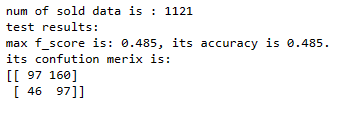 num of sold data is : 1121
test results:
max f_score is: 0.485, its accuracy is 0.485.
its confution merix is:
[[ 97 160]
 [ 46  97]]